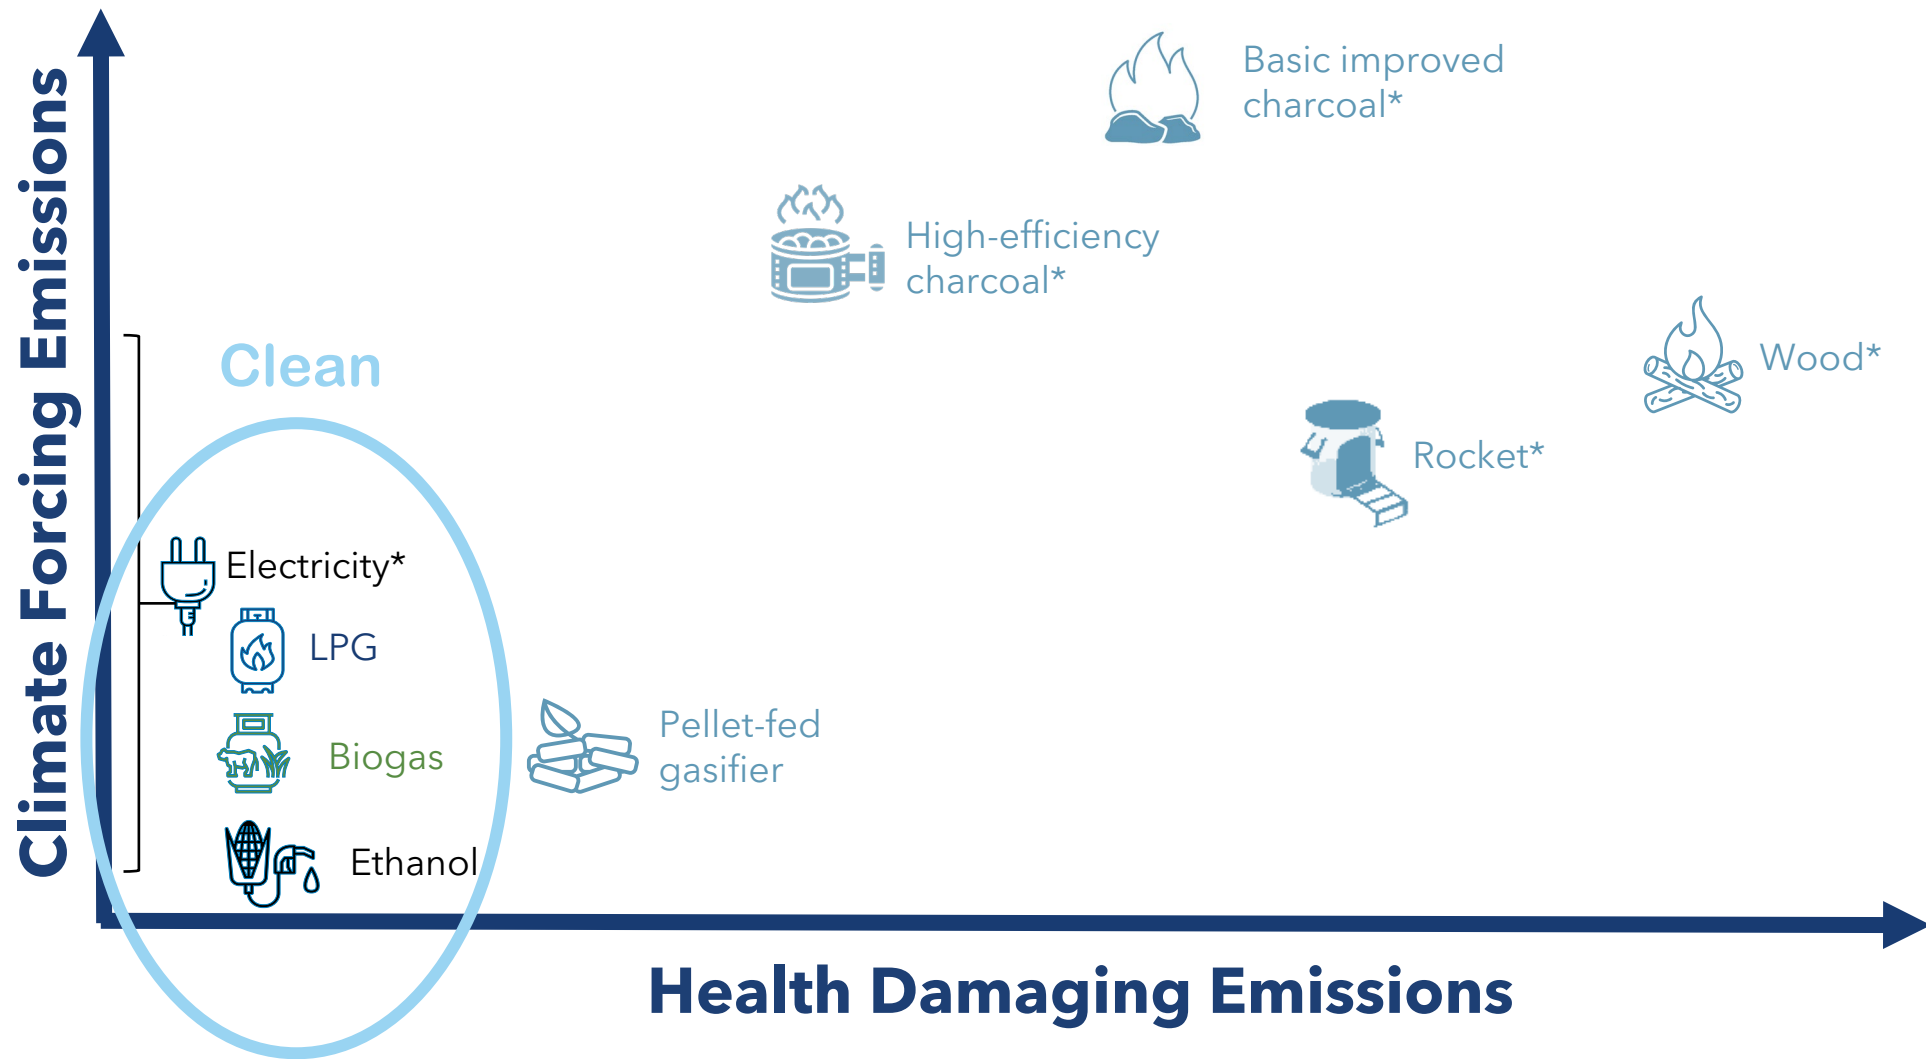 Climate Forcing Emissions
Basic improved
charcoal*
High-efficiency
charcoal*
Clean
Wood*
Rocket*
Electricity*
LPG
Pellet-fed
gasifier
Biogas
Ethanol
Health Damaging Emissions